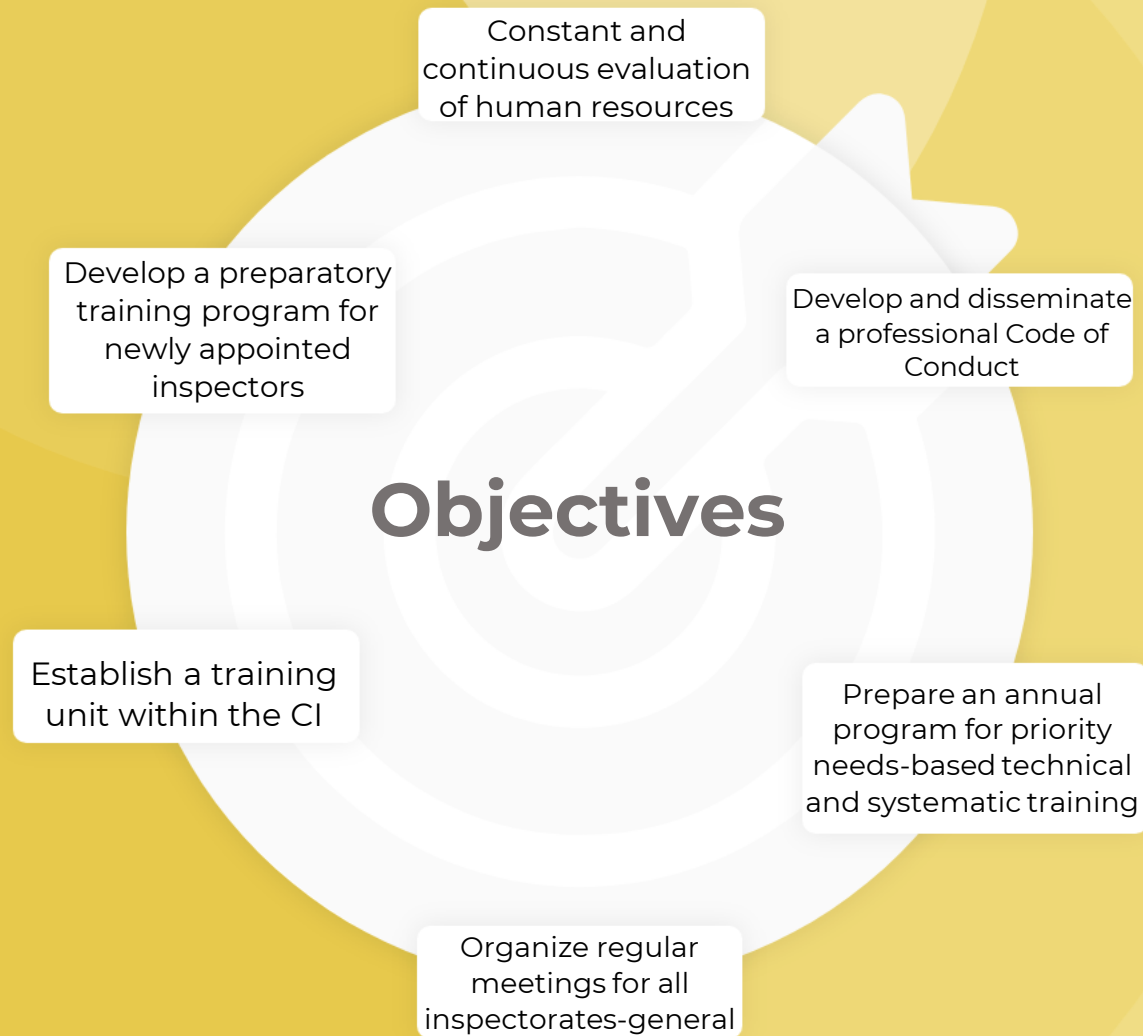 Constant and
continuous evaluation
of human resources
Develop a preparatory
training program for
newly appointed
inspectors
Develop and disseminate
a professional Code of
Conduct
Objectives
Establish a training
unit within the CI
Prepare an annual
program for priority
needs-based technical
and systematic training
Organize regular
meetings for all
inspectorates-general